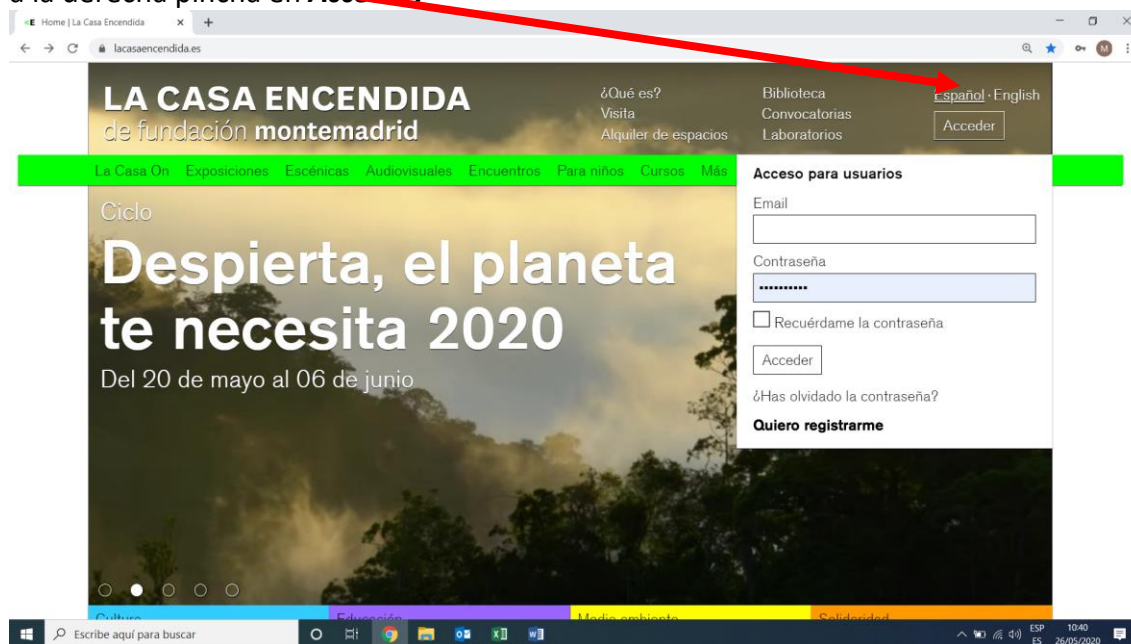 a la derecha pincha en
Home | La Casa Encendida
lacasaencendida.es
M
LA CASA ENCENDIDA
de fundación montemadrid
¿Qué es?
Visita
Alquiler de espacios
Biblioteca
Convocatorias
Laboratorios
Español · English
Acceder
La Casa On Exposiciones Escénicas Audiovisuales Encuentros Para niños Cursos Más
Ciclo
Despierta, el planeta
te necesita 2020
Del 20 de mayo al 06 de junio
Acceso para usuarios
Email
Contraseña
••••••••••
Recuérdame la contraseña
Acceder
¿Has olvidado la contraseña?
Quiero registrarme
Cultura Educación Medio ambiente Solidaridad
Escribe aquí para buscar
ESP
ES
10:40
26/05/2020